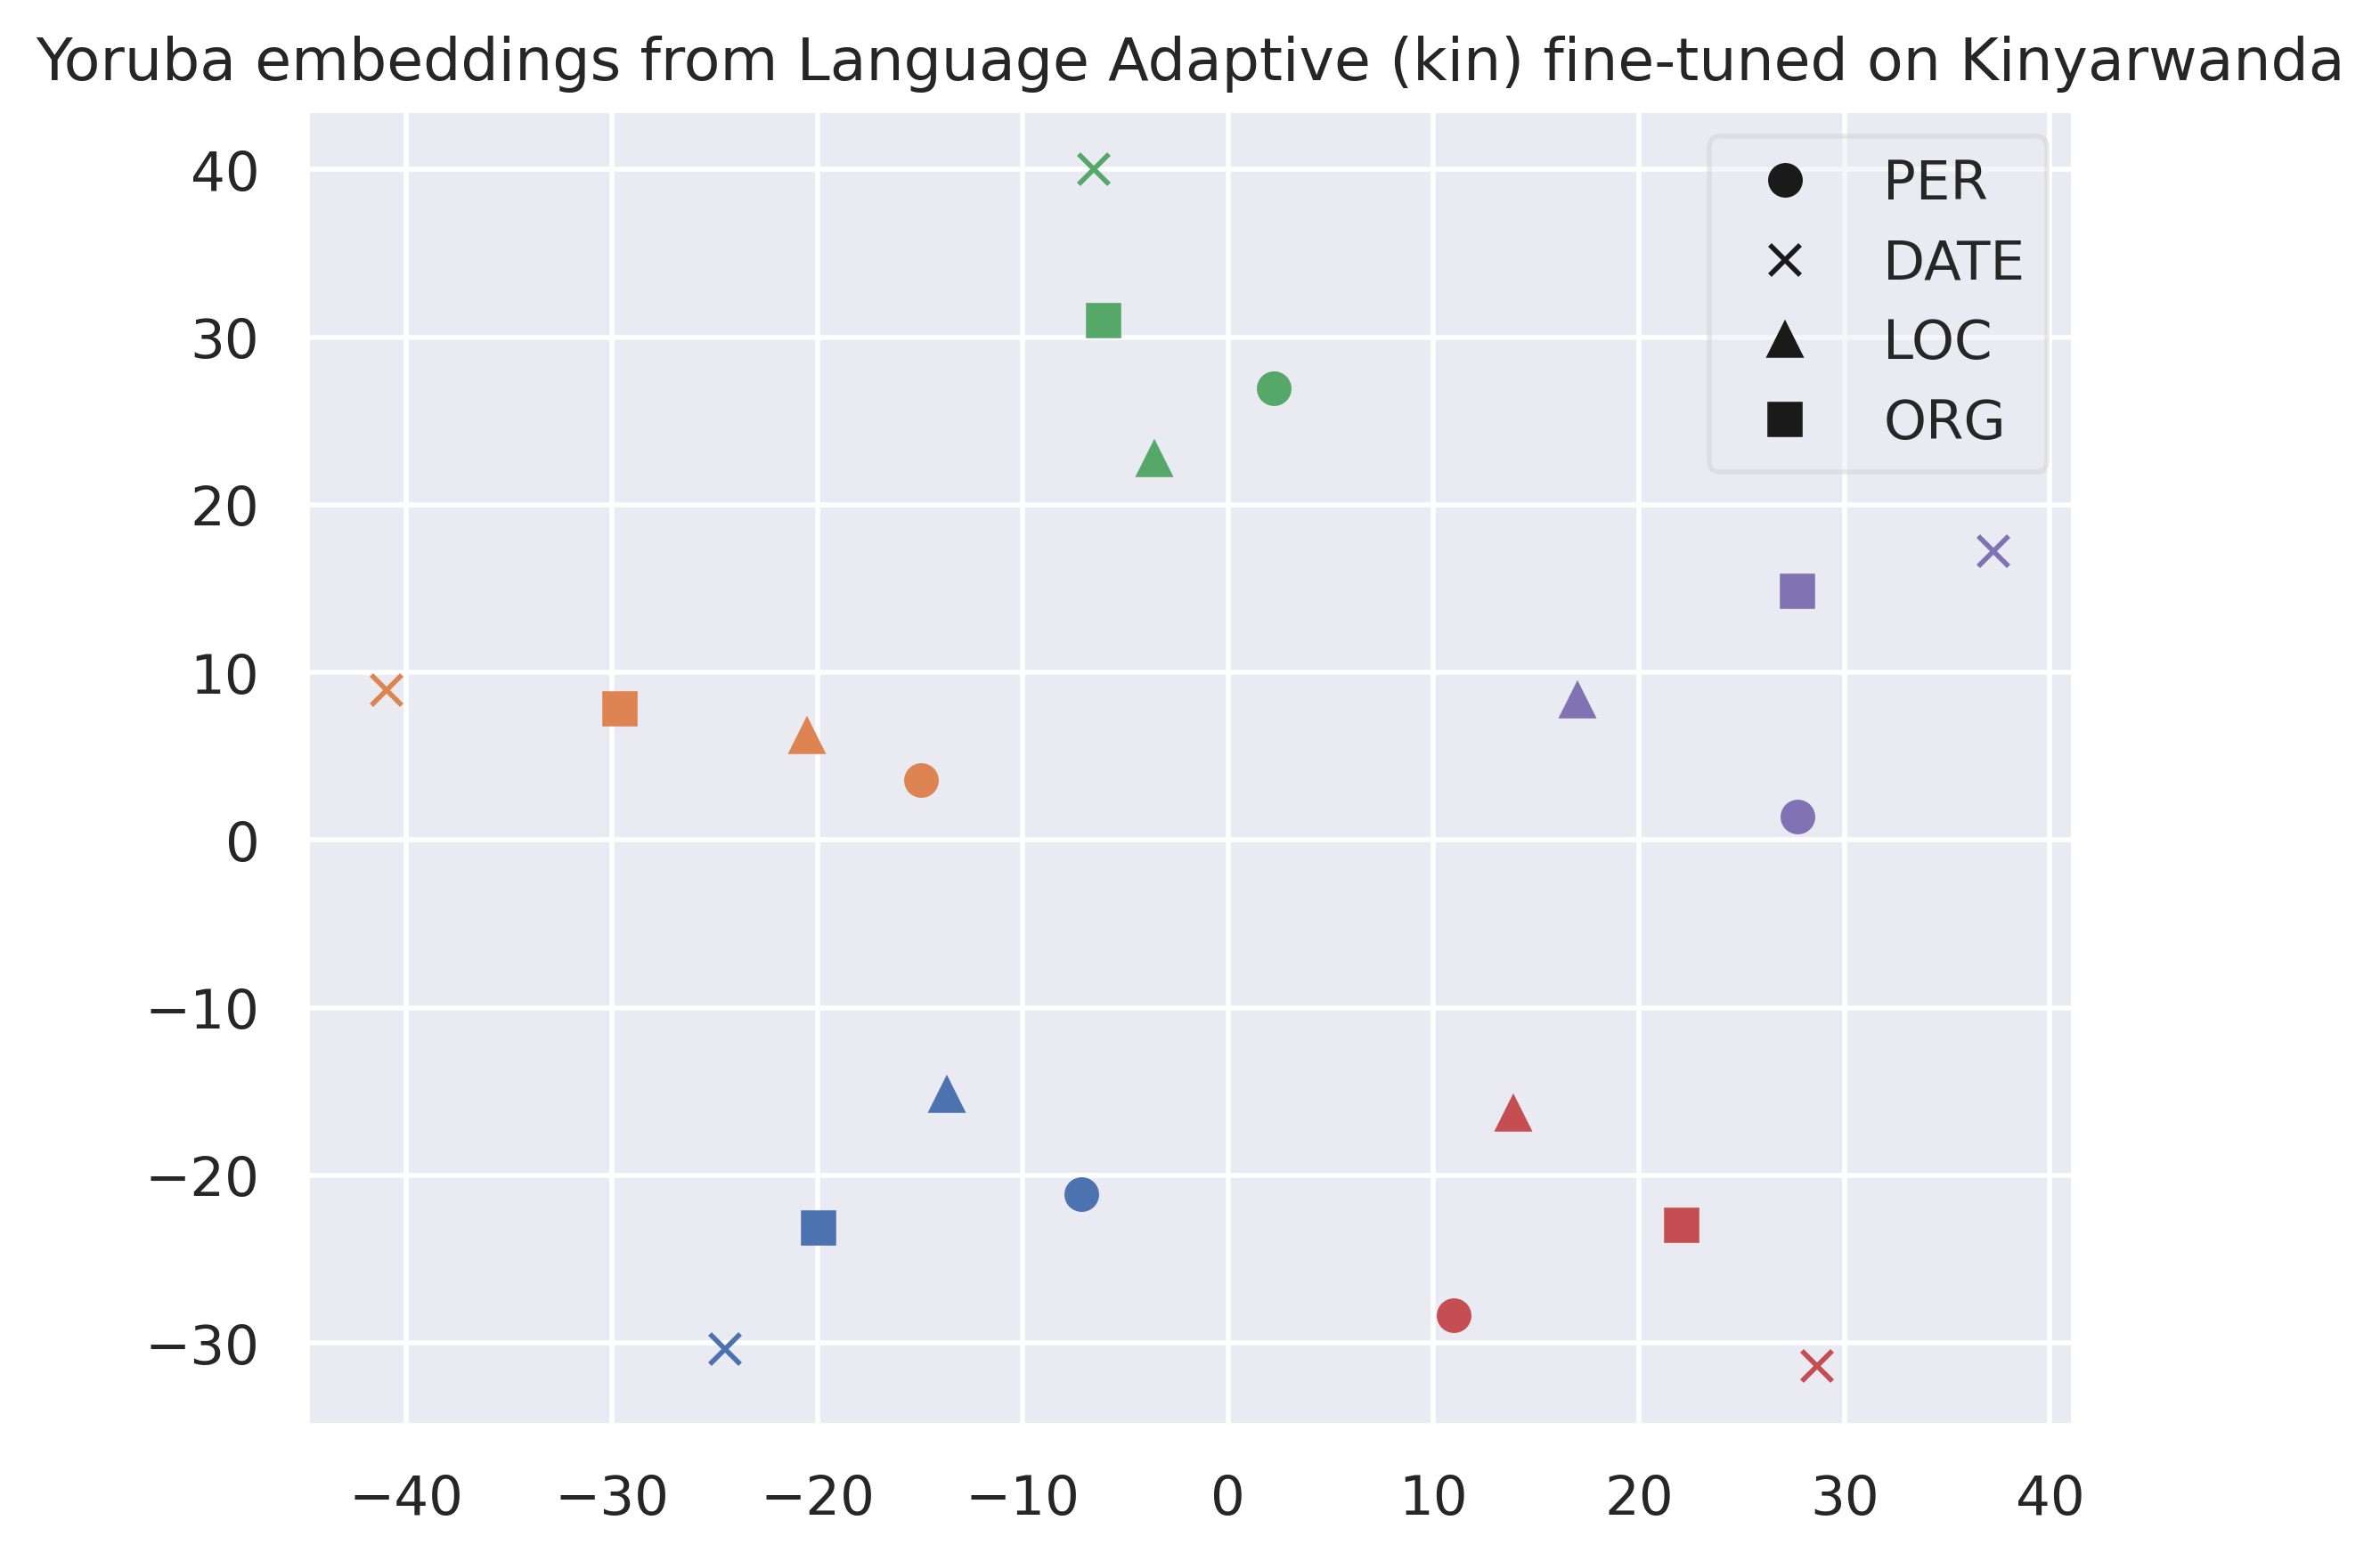 Yoruba embeddings from Language Adaptive (kin) fine-tuned on Kinyarwanda
PER
DATE
LOC
ORG
40
30
20
10
0
−10
−20
−30
−40 −30 −20 −10 0 10 20 30 40